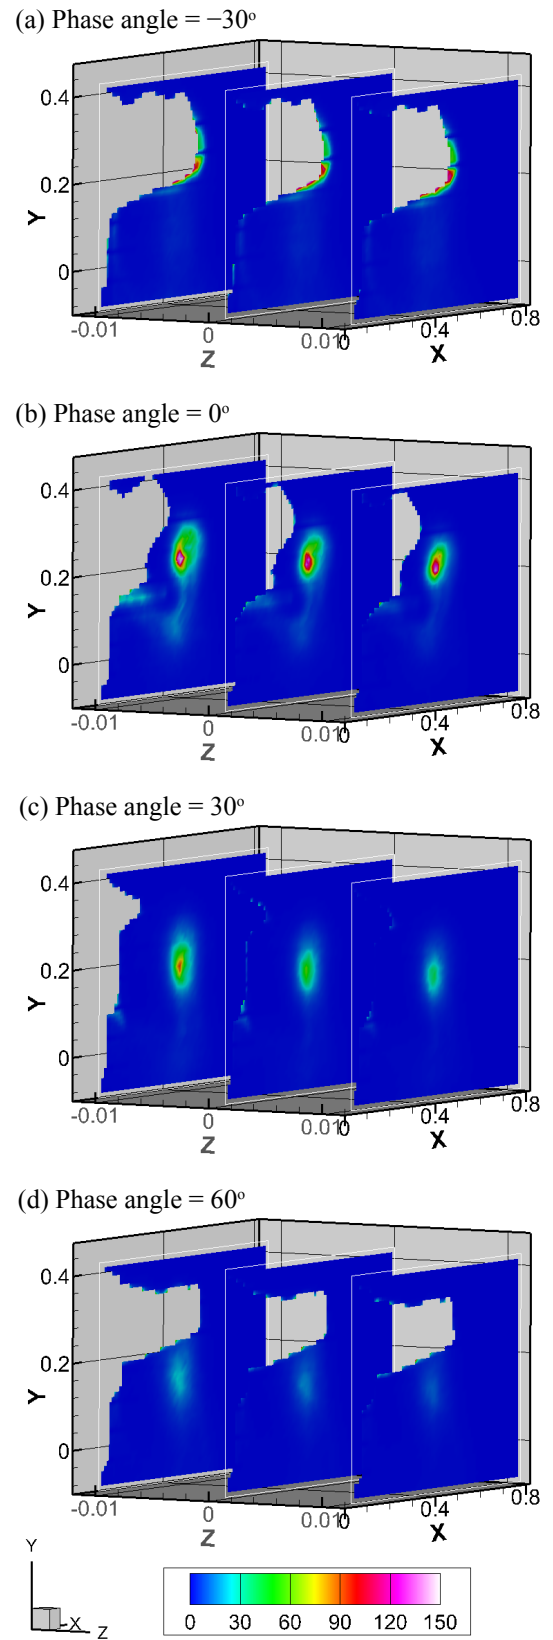 (a) Phase angle = −30°
0.4
0.2
0
Y
-0.01
0
0.01
Z
0
0.4
0.8
X
(b) Phase angle = 0°
0.4
0.2
0
Y
-0.01
0
0.01
Z
0
0.4
0.8
X
(c) Phase angle = 30°
0.4
0.2
0
Y
-0.01
0
0.01
Z
0
0.4
0.8
X
(d) Phase angle = 60°
0.4
0.2
0
Y
-0.01
0
0.01
Z
0
0.4
0.8
X
Y
X
Z
0 30 60 90 120 150